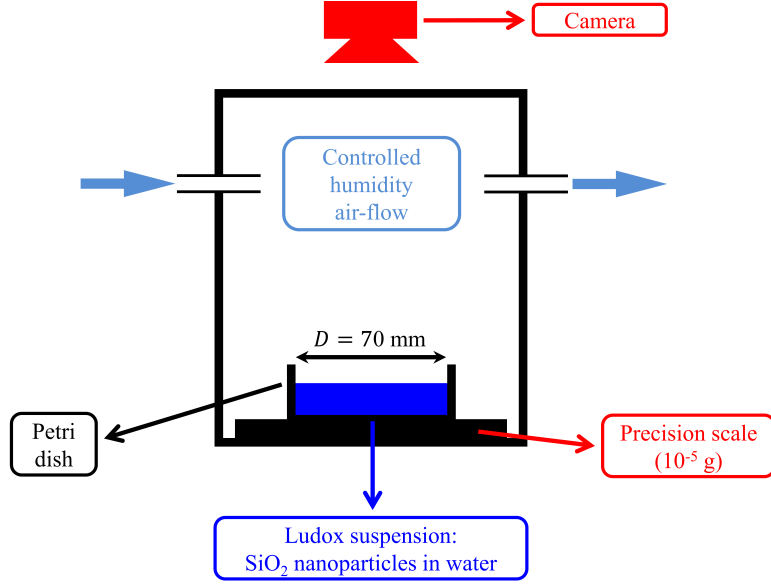 Camera
Controlled
humidity
air-flow
D = 70 mm
Petri
dish
Precision scale
(10⁻⁵ g)
Ludox suspension:
SiO₂ nanoparticles in water